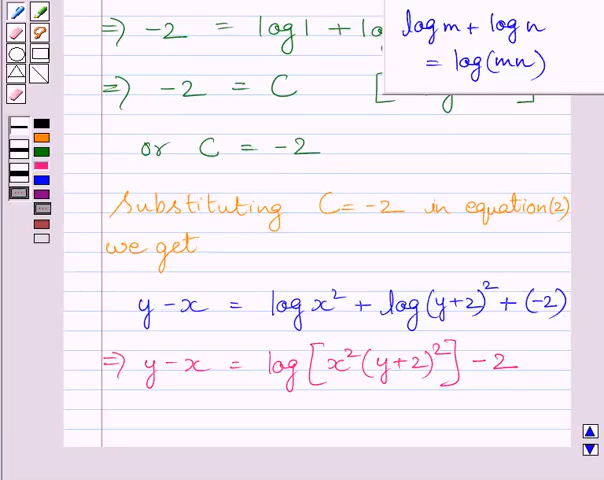 ⇒) -2 = log1 + log
log m + log n
= log(mn)
⇒) -2 = C [
or C = -2
Substituting C = -2 in equation(2)
we get
y - x = log x² + log(y+2)² + (-2)
⇒) y - x = log[x²(y+2)²] - 2